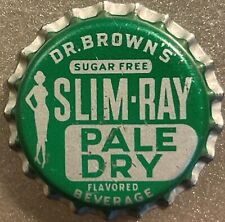 DR. BROWN'S
SUGAR FREE
SLIM-RAY
PALE
DRY
FLAVORED
BEVERAGE